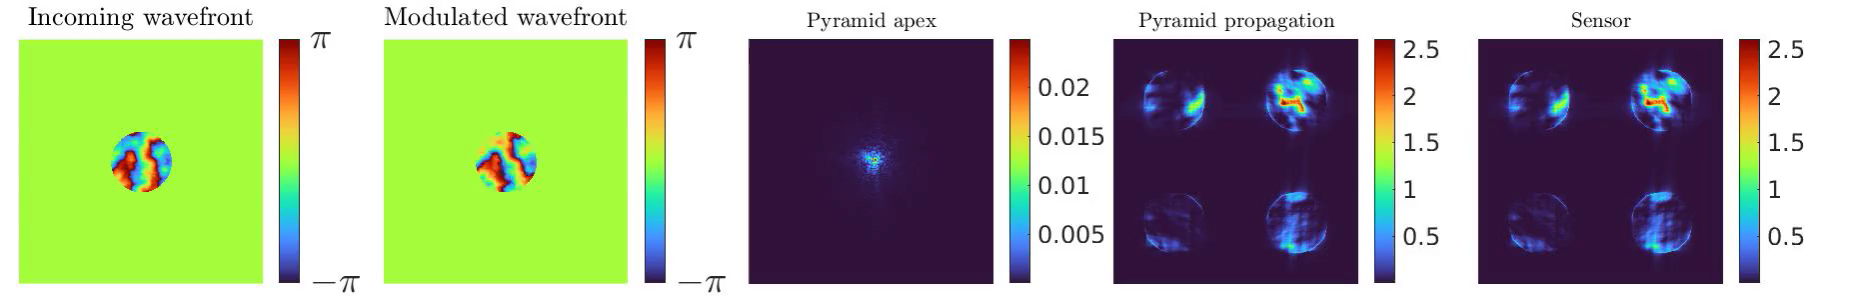 Incoming wavefront
π
−π
Modulated wavefront
π
−π
Pyramid apex
0.02
0.015
0.01
0.005
Pyramid propagation
2.5
2
1.5
1
0.5
Sensor
2.5
2
1.5
1
0.5